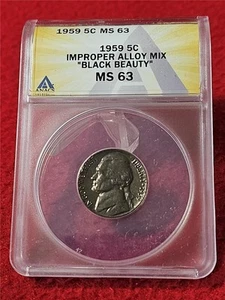 1959 5C MS 63
1959 5C
IMPROPER ALLOY MIX
"BLACK BEAUTY"
MS 63
ANACS